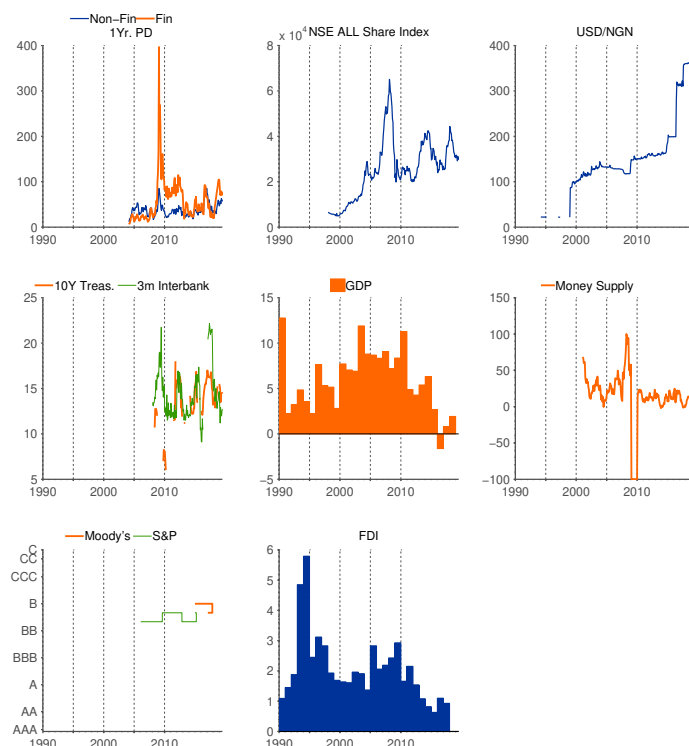 Non-Fin Fin
1Yr. PD
400
300
200
100
0
1990 2000 2010
NSE ALL Share Index
x 10^4
8
6
4
2
0
1990 2000 2010
USD/NGN
400
300
200
100
0
1990 2000 2010
10Y Treas. 3m Interbank
25
20
15
10
5
1990 2000 2010
GDP
15
10
5
0
−5
1990 2000 2010
Money Supply
150
100
50
0
−50
−100
1990 2000 2010
Moody's S&P
C
CC
CCC
B
BB
BBB
A
AA
AAA
1990 2000 2010
FDI
6
5
4
3
2
1
0
1990 2000 2010